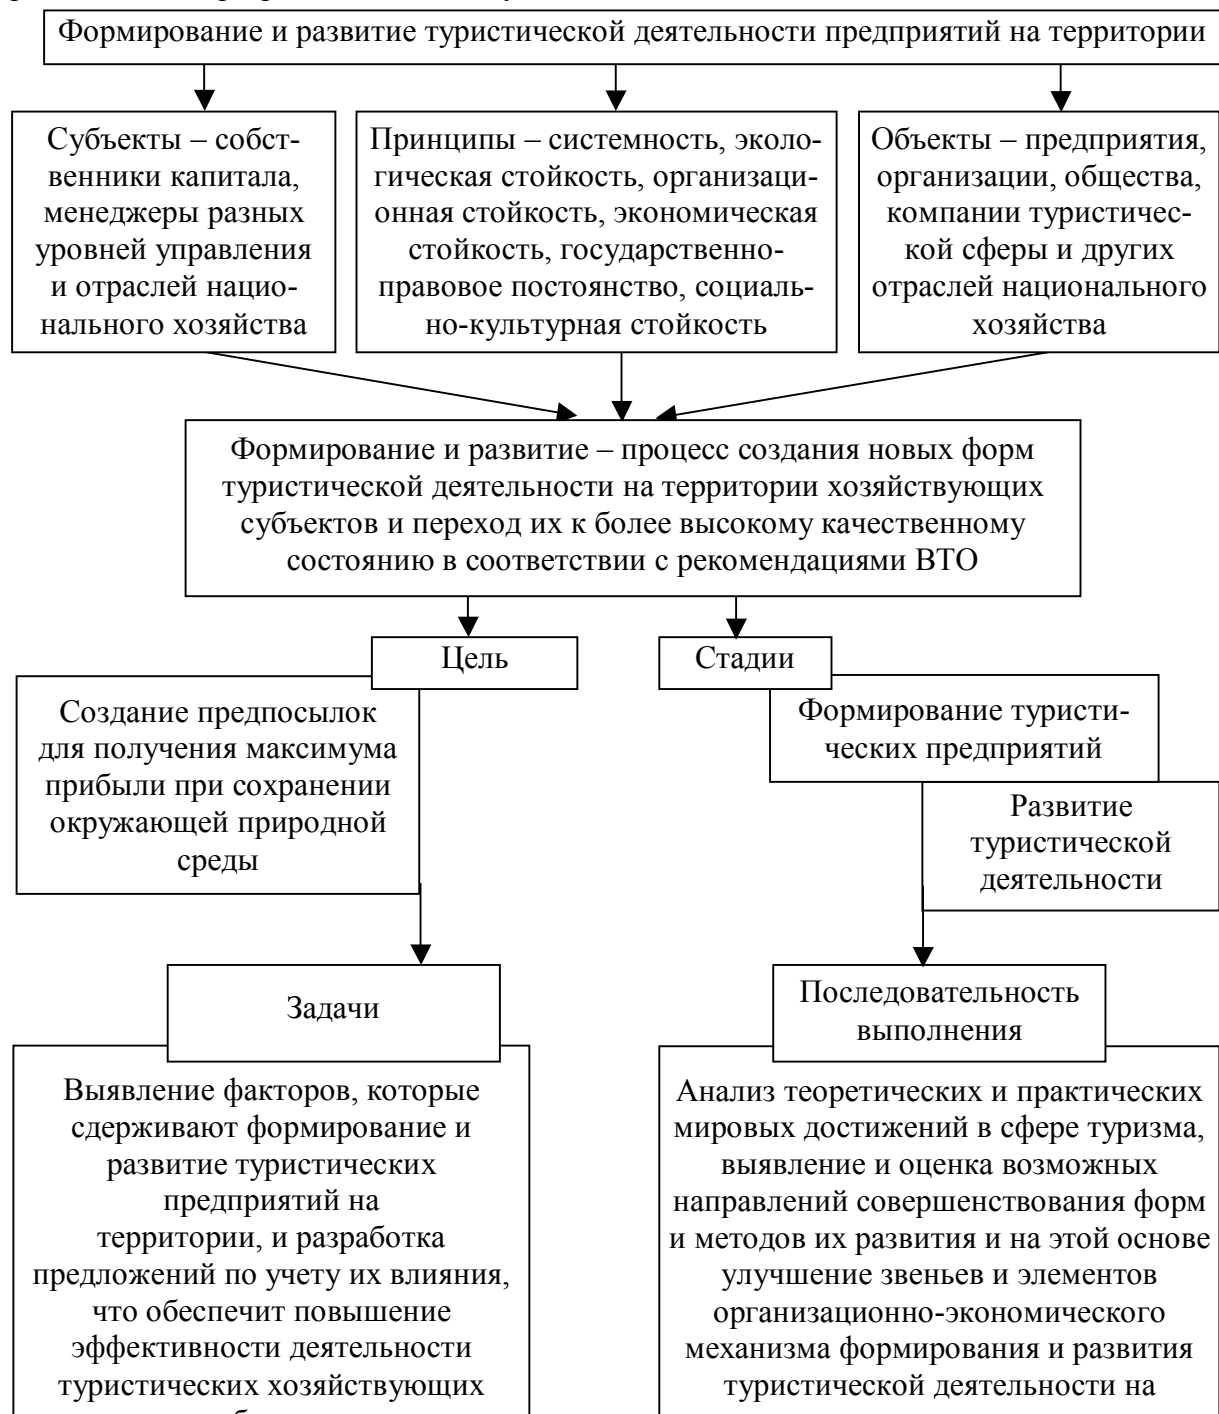 Формирование и развитие туристической деятельности предприятий на территории
Субъекты – собст-
венники капитала,
менеджеры разных
уровней управления
и отраслей нацио-
нального хозяйства
Принципы – системность, эколо-
гическая стойкость, организаци-
онная стойкость, экономическая
стойкость, государственно-
правовое постоянство, социаль-
но-культурная стойкость
Объекты – предприятия,
организации, общества,
компании туристичес-
кой сферы и других
отраслей национального
хозяйства
Формирование и развитие – процесс создания новых форм
туристической деятельности на территории хозяйствующих
субъектов и переход их к более высокому качественному
состоянию в соответствии с рекомендациями ВТО
Цель
Создание предпосылок
для получения максимума
прибыли при сохранении
окружающей природной
среды
Стадии
Формирование туристи-
ческих предприятий
Развитие
туристической
деятельности
Задачи
Выявление факторов, которые
сдерживают формирование и
развитие туристических
предприятий на
территории, и разработка
предложений по учету их влияния,
что обеспечит повышение
эффективности деятельности
туристических хозяйствующих
Последовательность
выполнения
Анализ теоретических и практических
мировых достижений в сфере туризма,
выявление и оценка возможных
направлений совершенствования форм
и методов их развития и на этой основе
улучшение звеньев и элементов
организационно-экономического
механизма формирования и развития
туристической деятельности на